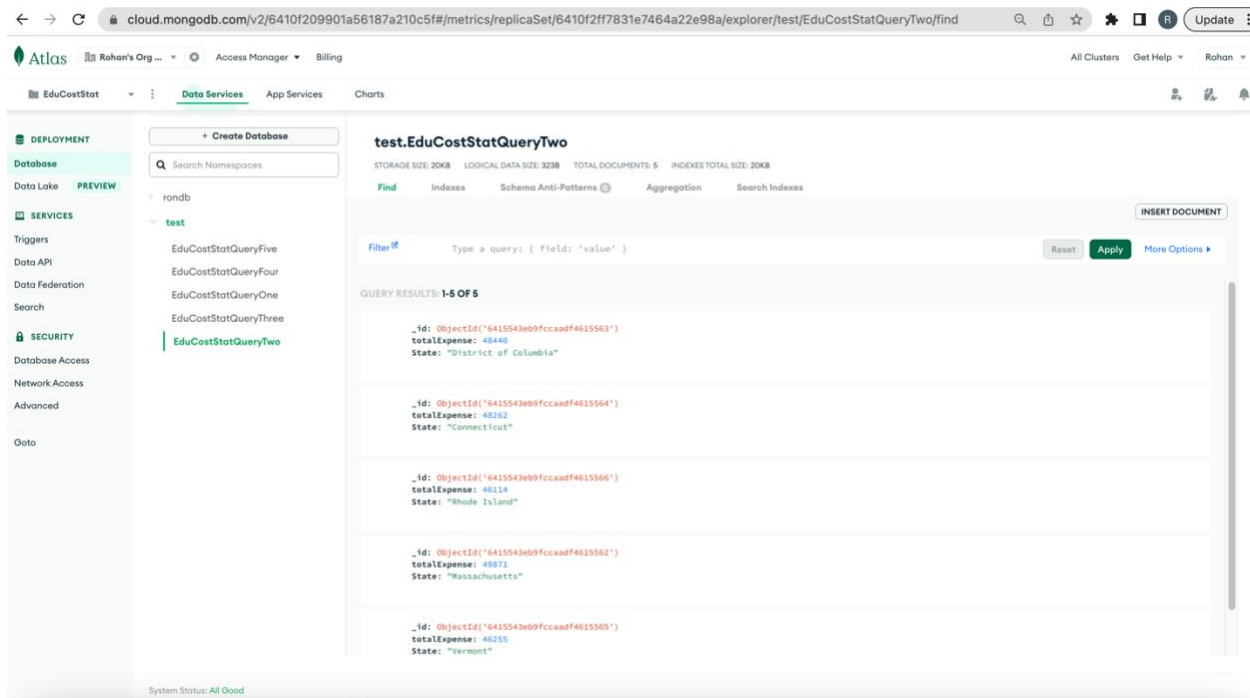 cloud.mongodb.com/v2/6410f209901a56187a210c5f#/metrics/replicaSet/6410f2ff7831e7464a22e98a/explorer/test/EduCostStatQueryTwo/find
R
Update
Atlas
Rohan's Org ...
Access Manager
Billing
All Clusters
Get Help
Rohan
EduCostStat
Data Services
App Services
Charts
DEPLOYMENT
Database
Data Lake PREVIEW
SERVICES
Triggers
Data API
Data Federation
Search
SECURITY
Database Access
Network Access
Advanced
Goto
+ Create Database
Search Namespaces
rondb
test
EduCostStatQueryFive
EduCostStatQueryFour
EduCostStatQueryOne
EduCostStatQueryThree
EduCostStatQueryTwo
test.EduCostStatQueryTwo
STORAGE SIZE: 20KB LOGICAL DATA SIZE: 323B TOTAL DOCUMENTS: 5 INDEXES TOTAL SIZE: 20KB
Find Indexes Schema Anti-Patterns 0 Aggregation Search Indexes
INSERT DOCUMENT
Filter Type a query: { field: 'value' }
Reset Apply More Options
QUERY RESULTS: 1-5 OF 5
_id: ObjectId('6415543eb9fccaadf4615563')
totalExpense: 48440
State: "District of Columbia"
_id: ObjectId('6415543eb9fccaadf4615564')
totalExpense: 48262
State: "Connecticut"
_id: ObjectId('6415543eb9fccaadf4615566')
totalExpense: 46114
State: "Rhode Island"
_id: ObjectId('6415543eb9fccaadf4615562')
totalExpense: 49871
State: "Massachusetts"
_id: ObjectId('6415543eb9fccaadf4615565')
totalExpense: 46255
State: "Vermont"
System Status: All Good